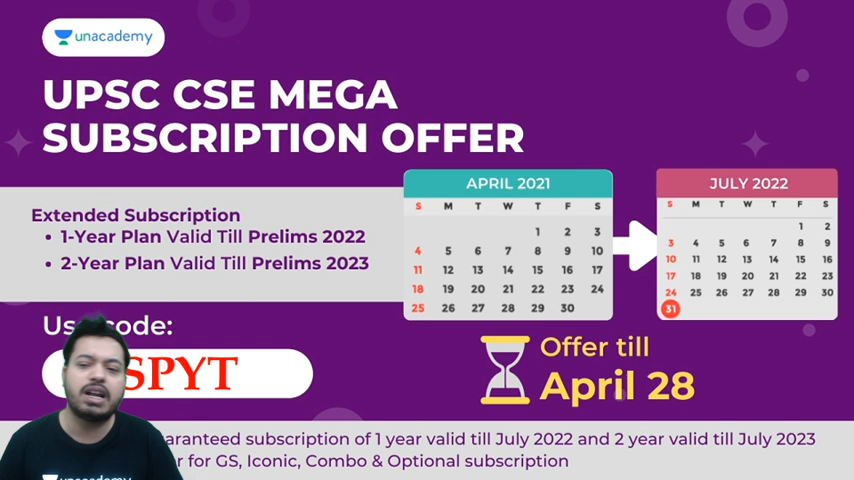 unacademy
UPSC CSE MEGA
SUBSCRIPTION OFFER
Extended Subscription
• 1-Year Plan Valid Till Prelims 2022
• 2-Year Plan Valid Till Prelims 2023
APRIL 2021
S M T W T F S
1 2 3
4 5 6 7 8 9 10
11 12 13 14 15 16 17
18 19 20 21 22 23 24
25 26 27 28 29 30
JULY 2022
S M T W T F S
1 2
3 4 5 6 7 8 9
10 11 12 13 14 15 16
17 18 19 20 21 22 23
24 25 26 27 28 29 30
31
code:
SPYT
Offer till
April 28
subscription of 1 year valid till July 2022 and 2 year valid till July 2023
for GS, Iconic, Combo & Optional subscription
unacademy